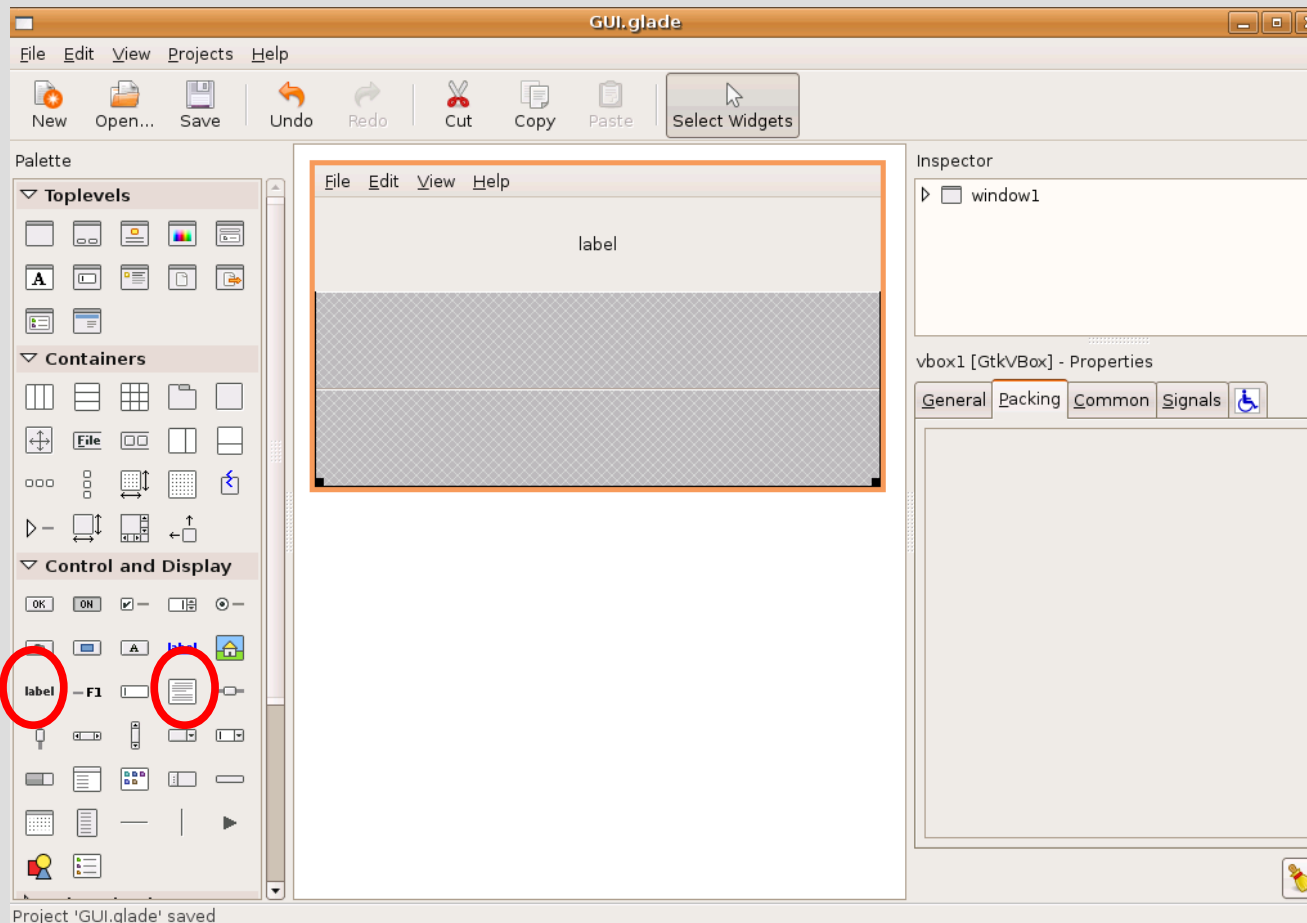 GUI.glade
File Edit View Projects Help
New Open... Save Undo Redo Cut Copy Paste Select Widgets
Palette
Toplevels
A
Containers
File
Control and Display
OK ON
A label
label F1
File Edit View Help
label
Inspector
window1
vbox1 [GtkVBox] - Properties
General Packing Common Signals
Project 'GUI.glade' saved